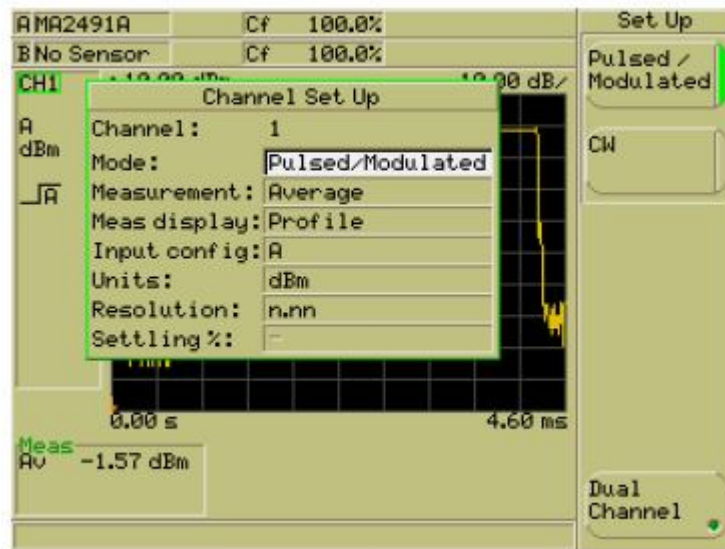 A MA2491A Cf 100.0%
B No Sensor Cf 100.0%
Set Up
Pulsed /
Modulated
CW
Dual
Channel
CH1
A
dBm
A
Channel Set Up
Channel: 1
Mode: Pulsed/Modulated
Measurement: Average
Meas display: Profile
Input config: A
Units: dBm
Resolution: n.nn
Settling %: -
0.00 s 4.60 ms
Meas
Av -1.57 dBm